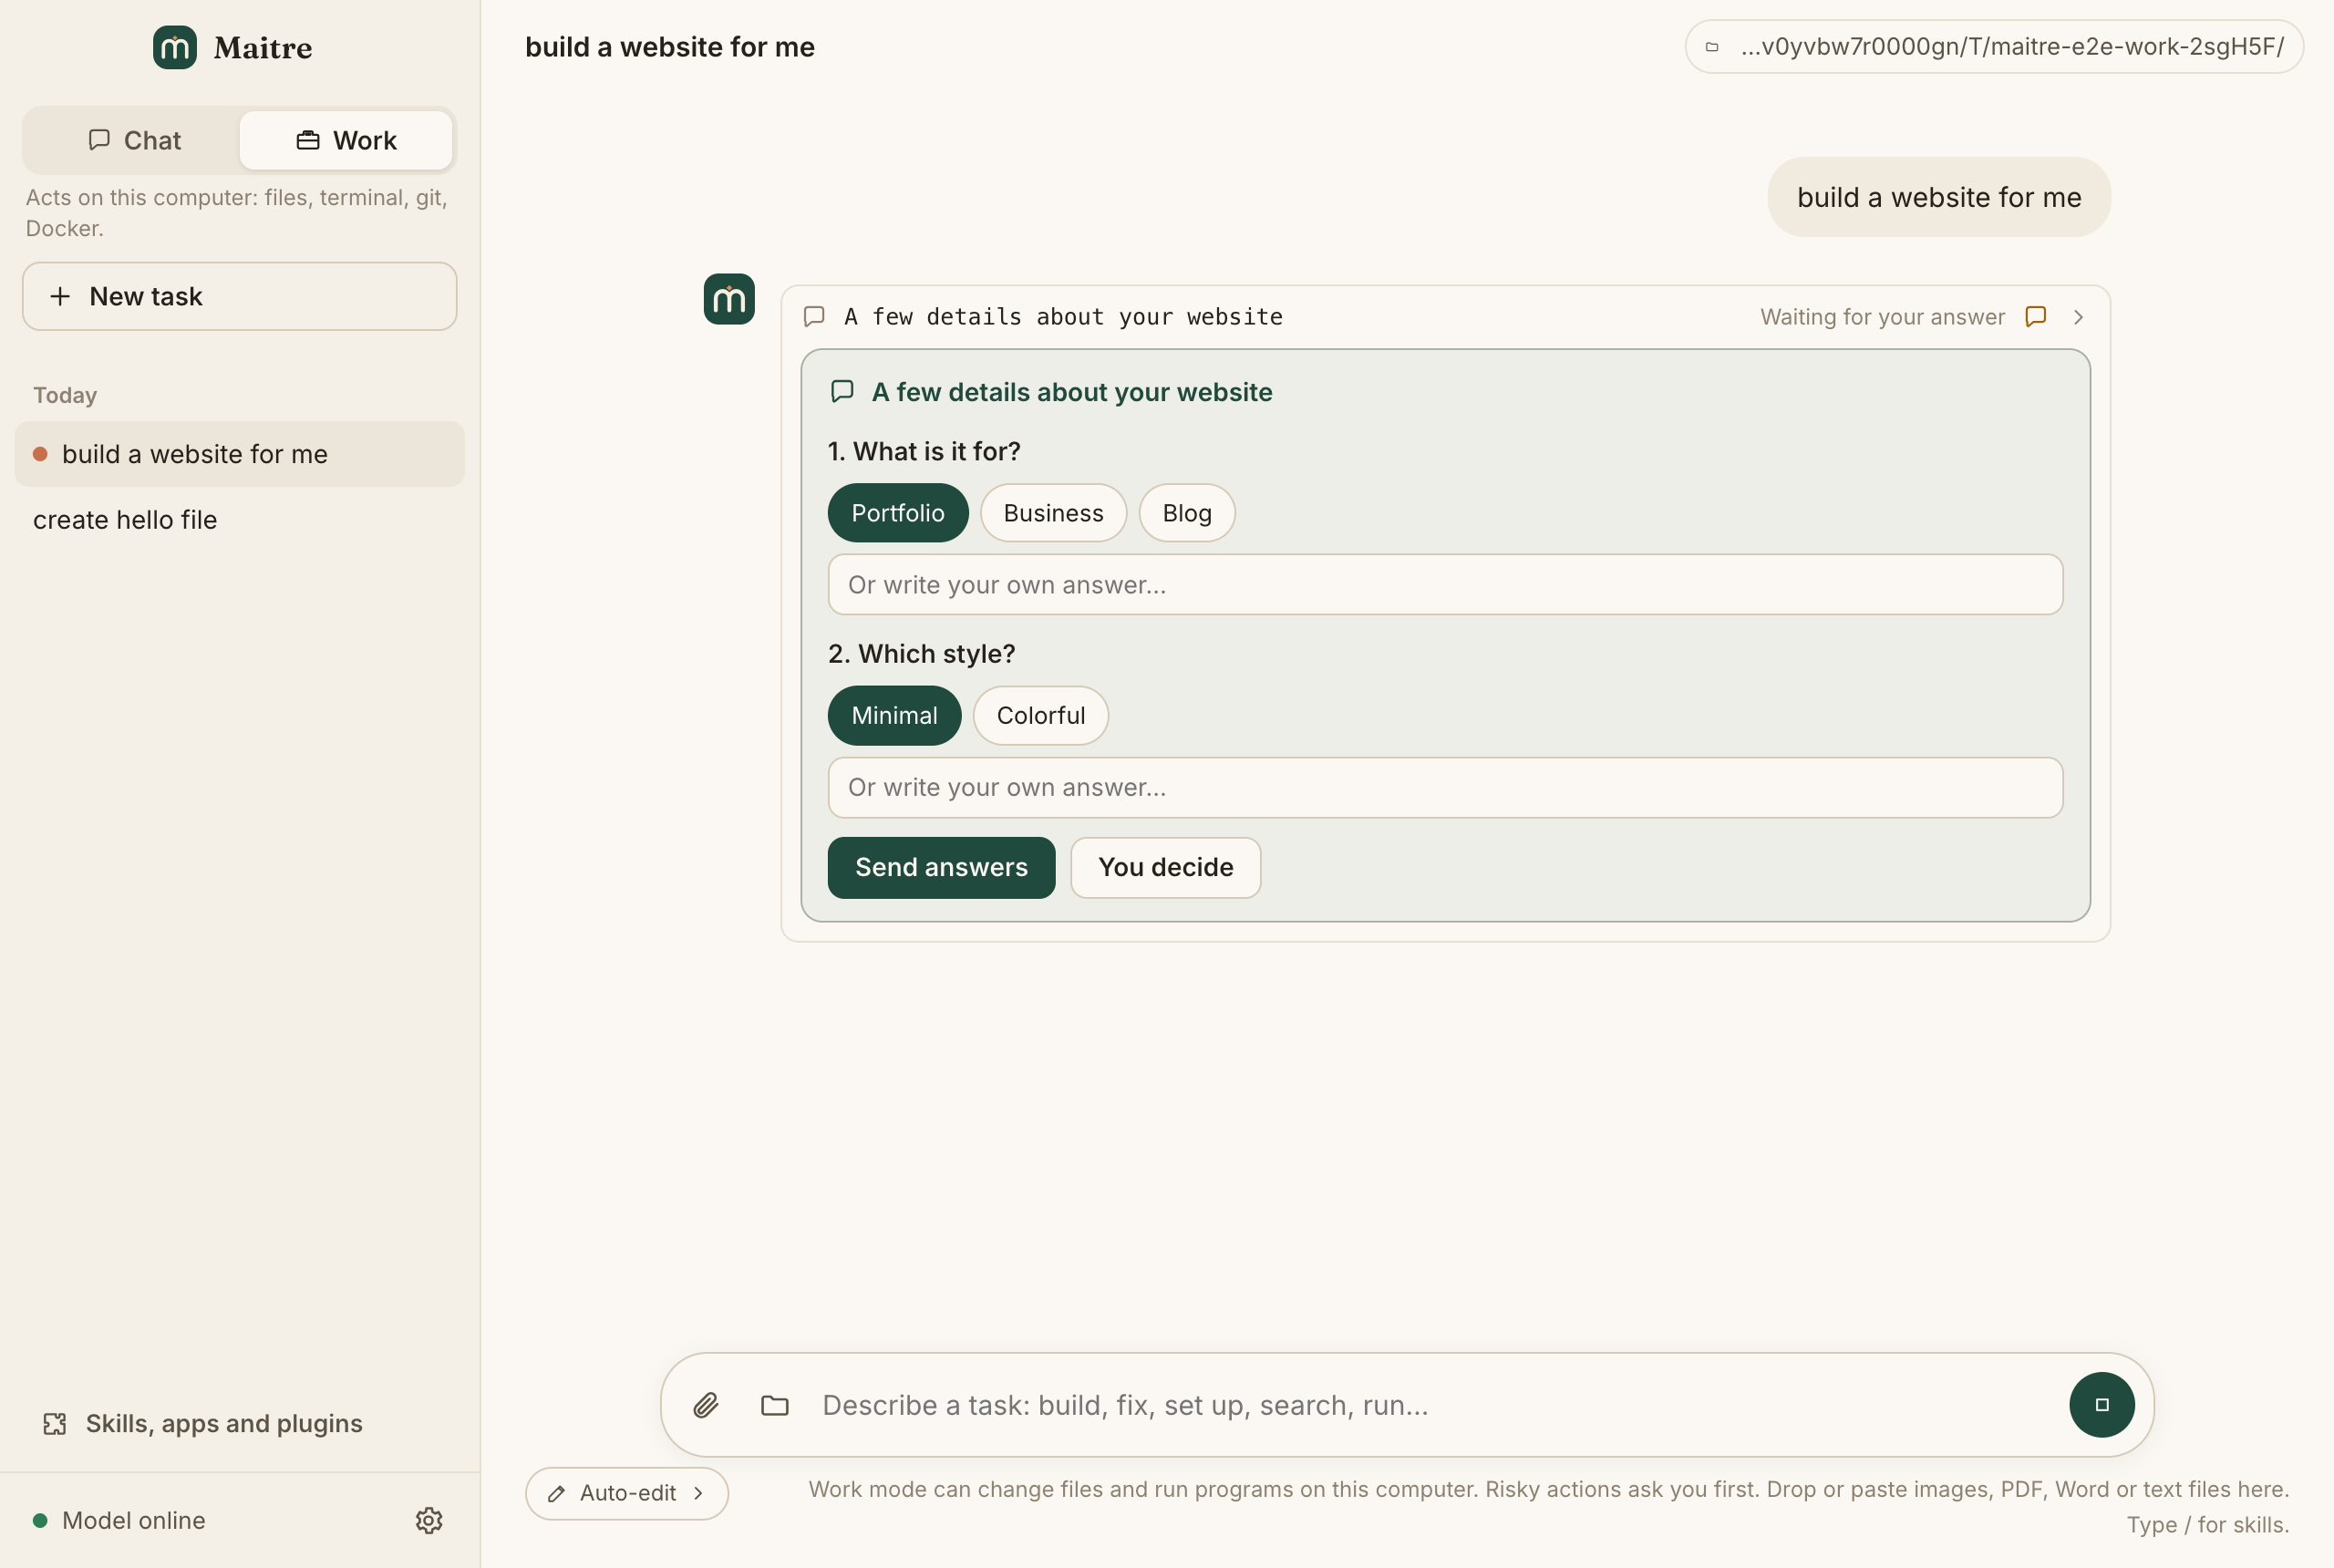 Maitre
Chat
Work
Acts on this computer: files, terminal, git,
Docker.
New task
Today
build a website for me
create hello file
Skills, apps and plugins
Model online
build a website for me
...v0yvbw7r0000gn/T/maitre-e2e-work-2sgH5F/
build a website for me
A few details about your website
Waiting for your answer
A few details about your website
1. What is it for?
Portfolio
Business
Blog
Or write your own answer...
2. Which style?
Minimal
Colorful
Or write your own answer...
Send answers
You decide
Describe a task: build, fix, set up, search, run...
Auto-edit
Work mode can change files and run programs on this computer. Risky actions ask you first. Drop or paste images, PDF, Word or text files here.
Type / for skills.